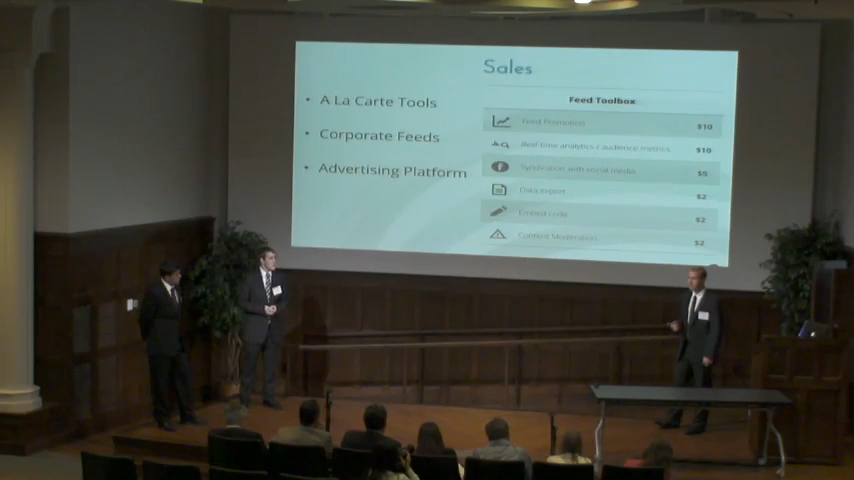 Sales
• A La Carte Tools
• Corporate Feeds
• Advertising Platform
Feed Toolbox
Feed Promotion $10
Real-time analytics / audience metrics $10
Syndication with social media $5
Data export $2
Embed code $2
Content Moderation $2